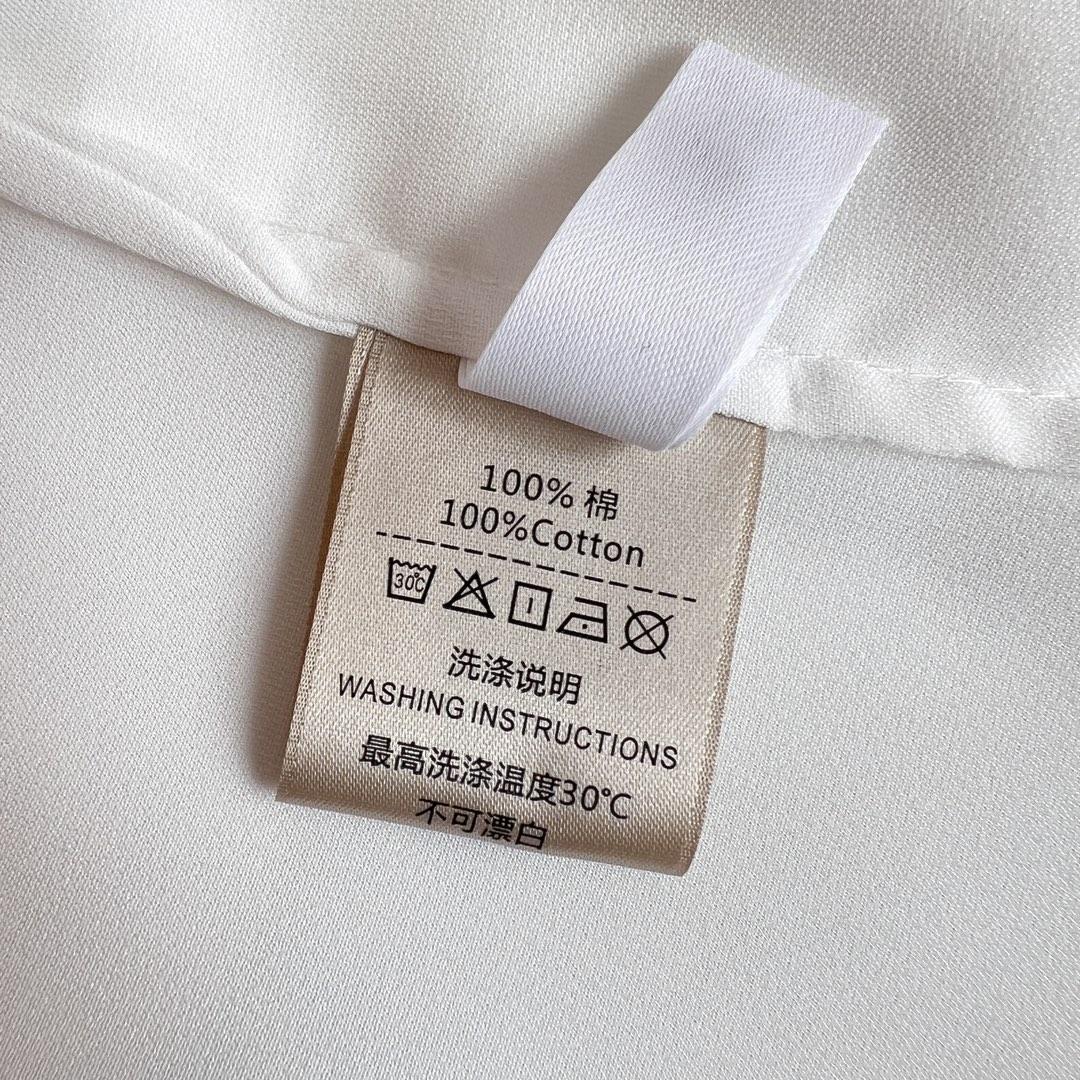 100% 棉
100%Cotton
30℃
洗涤说明
WASHING INSTRUCTIONS
最高洗涤温度30℃
不可漂白